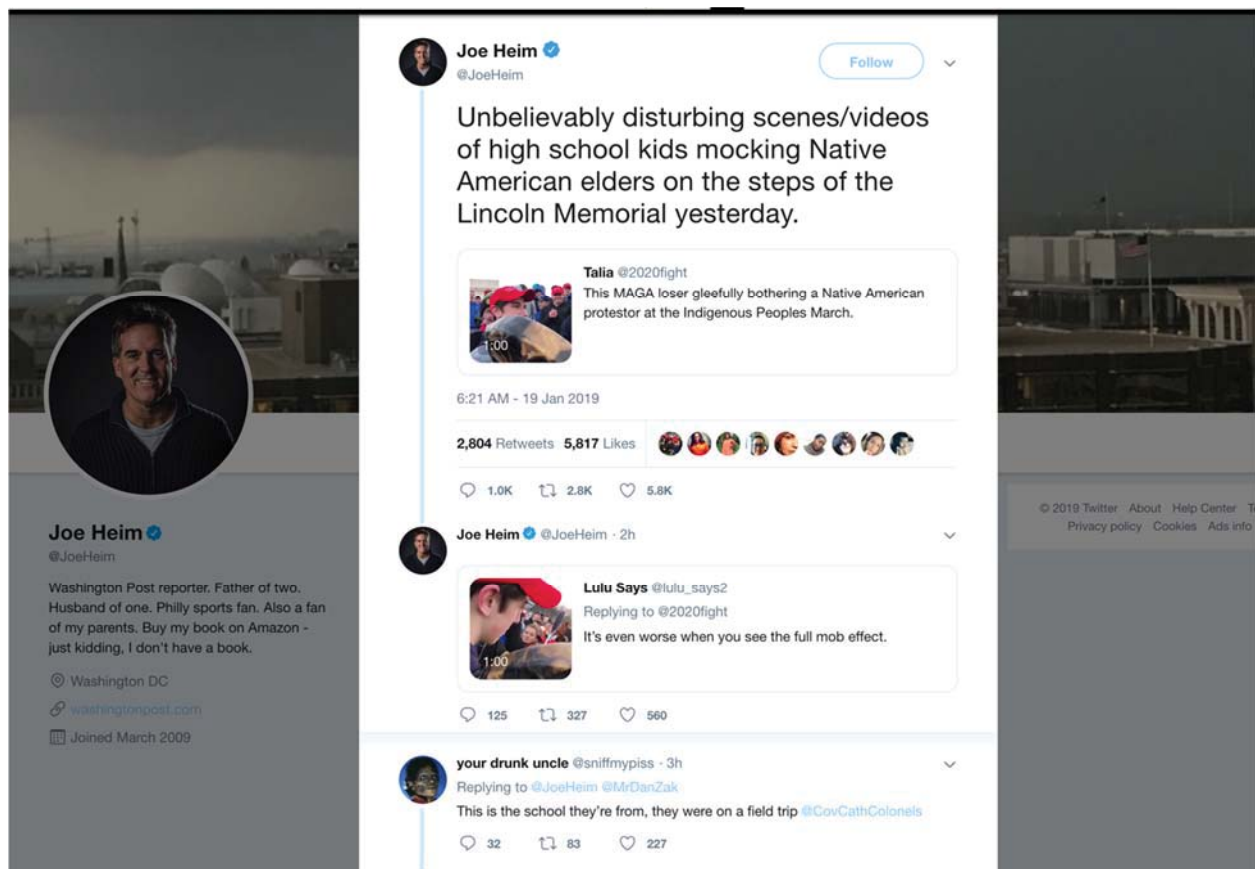 Joe Heim
@JoeHeim
Follow
Unbelievably disturbing scenes/videos
of high school kids mocking Native
American elders on the steps of the
Lincoln Memorial yesterday.
Talia @2020fight
This MAGA loser gleefully bothering a Native American
protestor at the Indigenous Peoples March.
1:00
6:21 AM - 19 Jan 2019
2,804 Retweets 5,817 Likes
1.0K 2.8K 5.8K
Joe Heim @JoeHeim · 2h
Lulu Says @lulu_says2
Replying to @2020fight
It's even worse when you see the full mob effect.
1:00
125 327 560
your drunk uncle @sniffmypiss · 3h
Replying to @JoeHeim @MrDanZak
This is the school they're from, they were on a field trip @CovCathColonels
32 83 227
Joe Heim
@JoeHeim
Washington Post reporter. Father of two.
Husband of one. Philly sports fan. Also a fan
of my parents. Buy my book on Amazon -
just kidding, I don't have a book.
Washington DC
washingtonpost.com
Joined March 2009
© 2019 Twitter About Help Center
Privacy policy Cookies Ads info